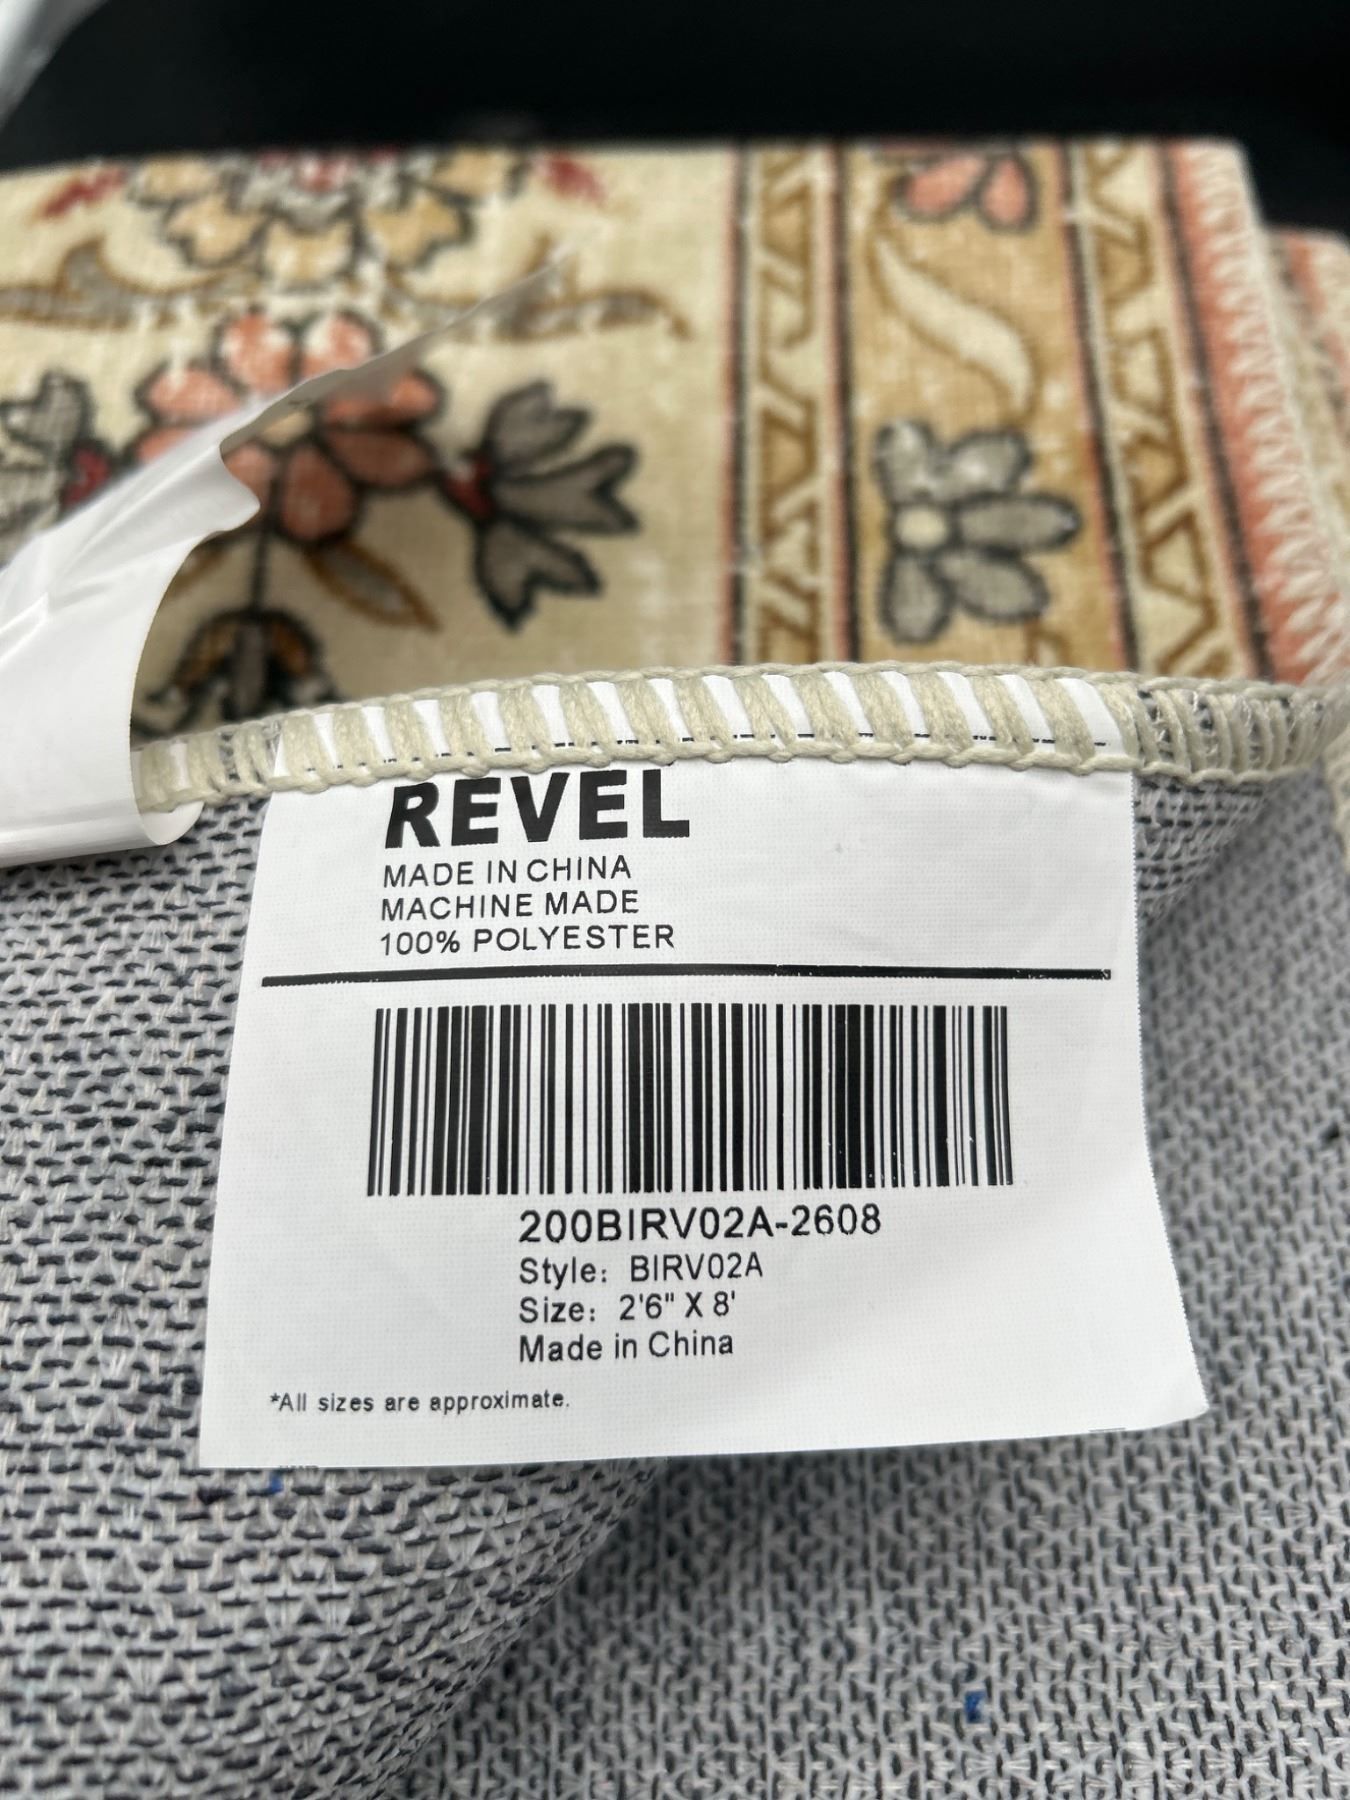 REVEL
MADE IN CHINA
MACHINE MADE
100% POLYESTER
200BIRV02A-2608
Style: BIRV02A
Size: 2'6" X 8'
Made in China
*All sizes are approximate.